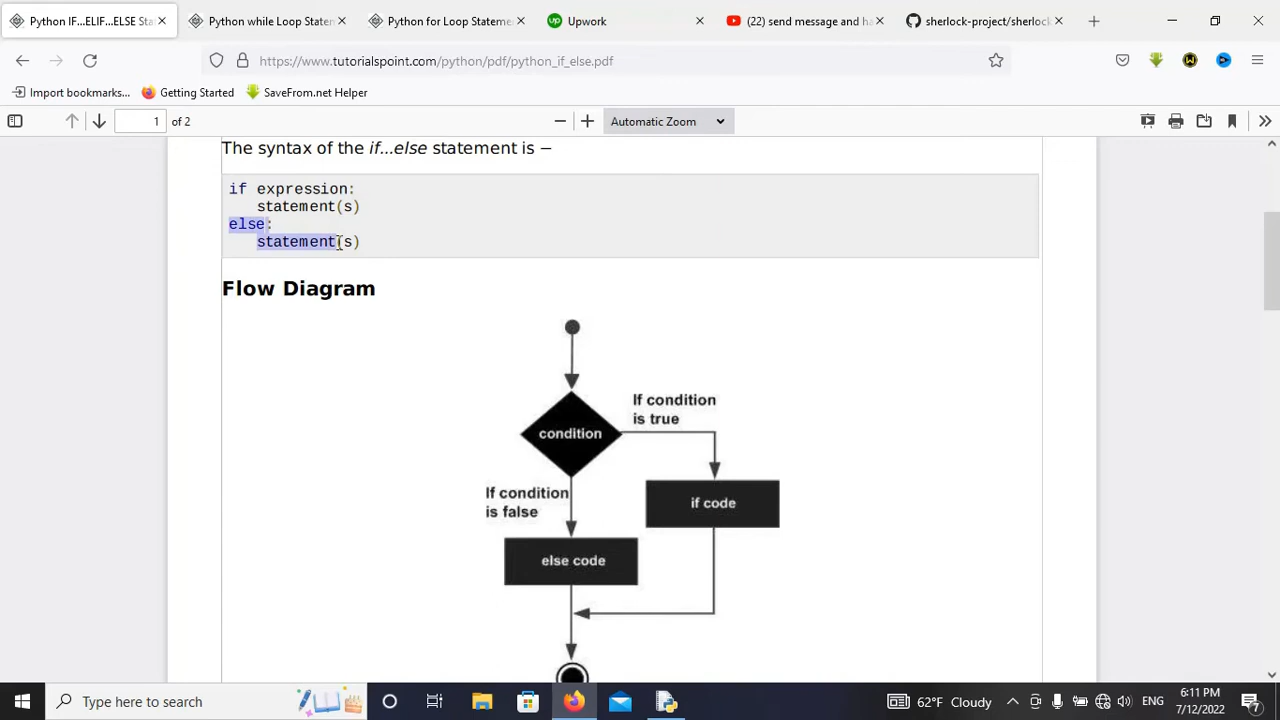 Python IF...ELIF...ELSE Sta
Python while Loop Statemen
Python for Loop Stateme
Upwork
(22) send message and ha
sherlock-project/sherlock
https://www.tutorialspoint.com/python/pdf/python_if_else.pdf
Import bookmarks...
Getting Started
SaveFrom.net Helper
1 of 2
Automatic Zoom
The syntax of the if...else statement is −
if expression:
statement(s)
else:
statement(s)
Flow Diagram
If condition
is true
condition
If condition
is false
if code
else code
Type here to search
62°F Cloudy
ENG
6:11 PM
7/12/2022
7